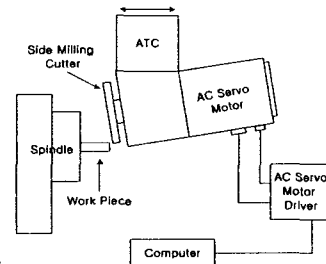 ATC
Side Milling
Cutter
AC Servo
Motor
Spindle
Work Piece
AC Servo
Motor
Driver
Computer